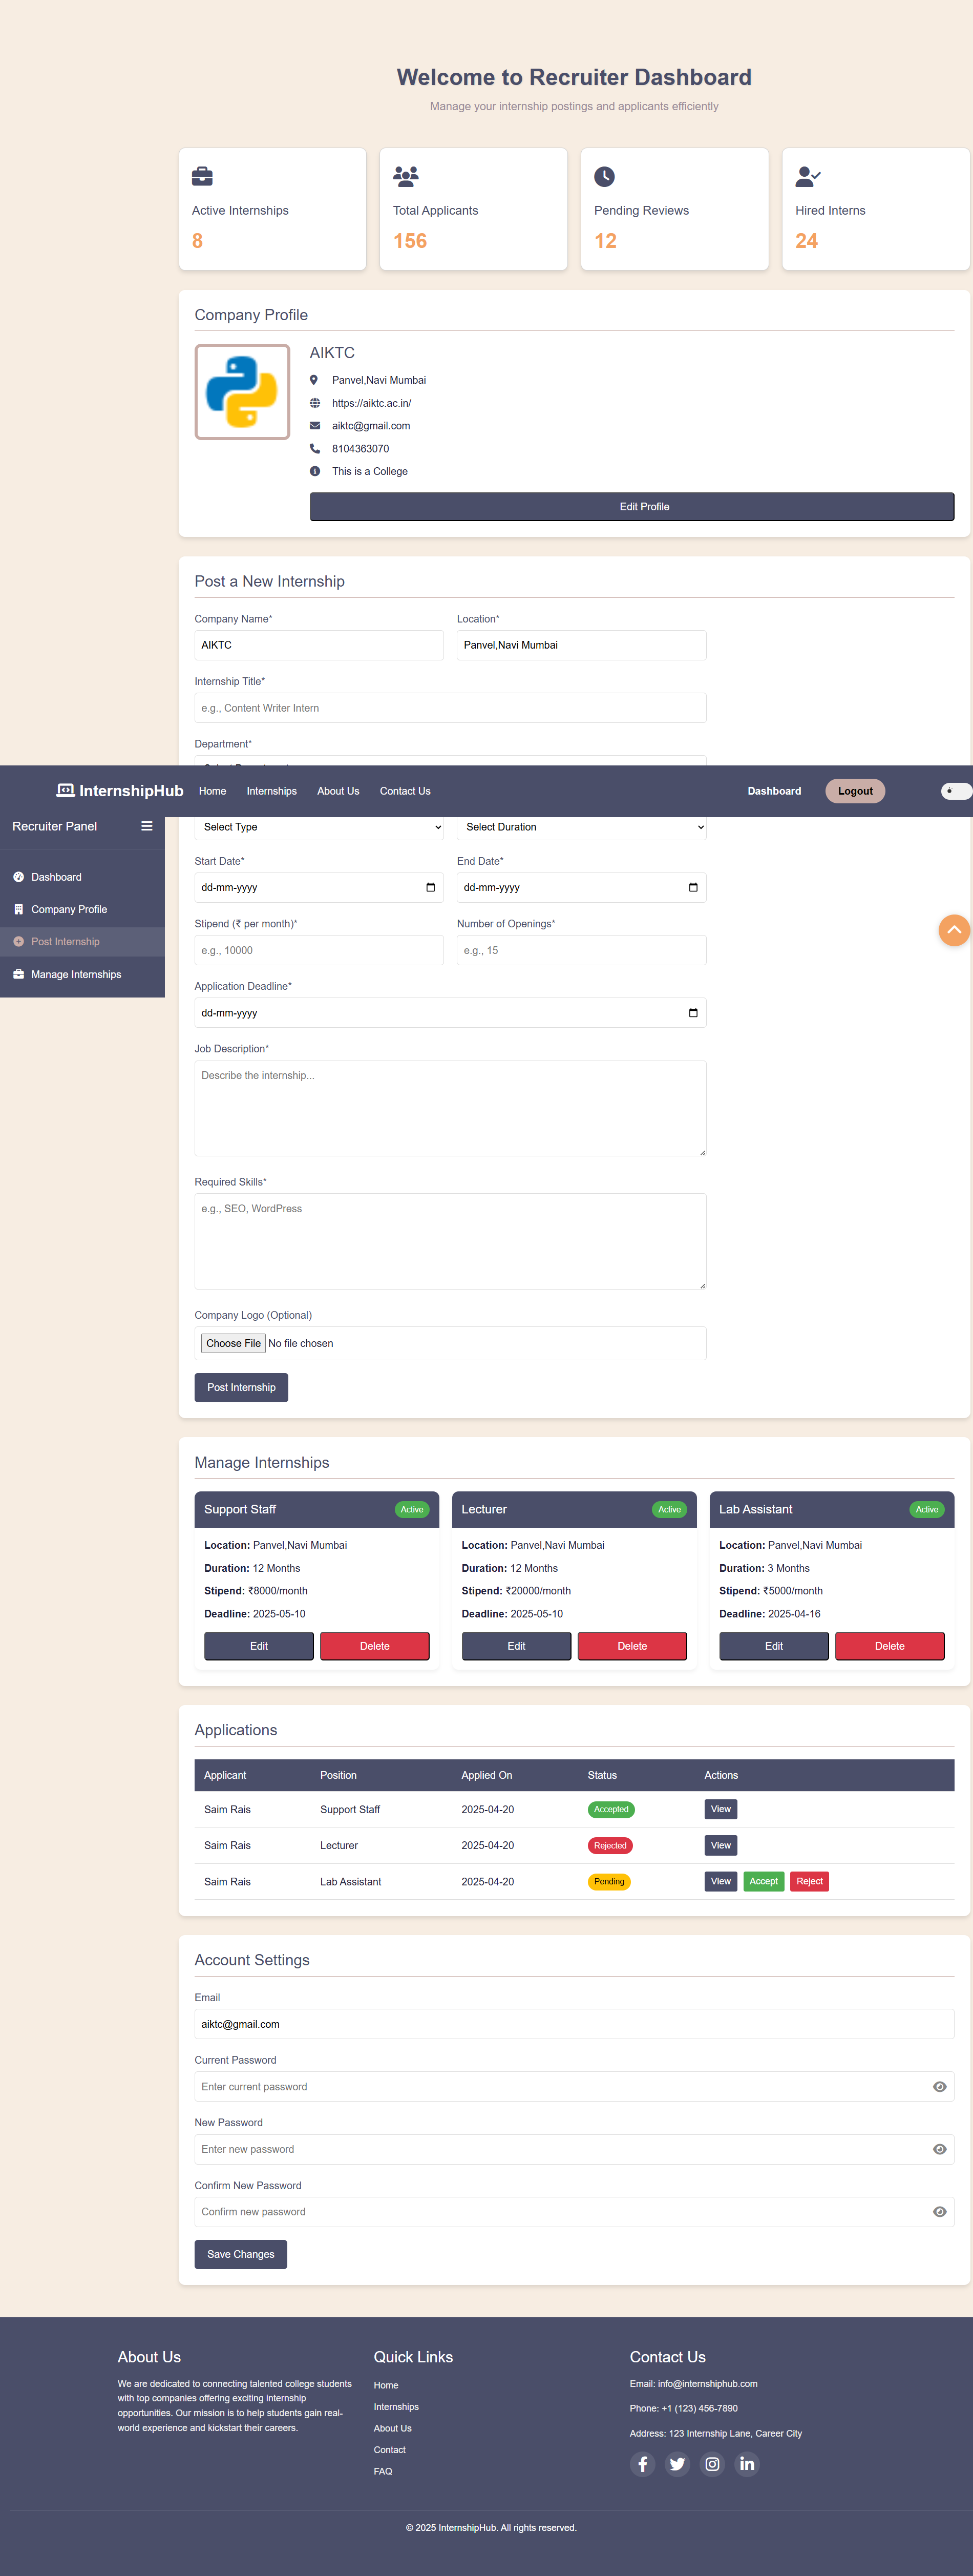 Welcome to Recruiter Dashboard
Manage your internship postings and applicants efficiently
Active Internships
8
Total Applicants
156
Pending Reviews
12
Hired Interns
24
Company Profile
AIKTC
Panvel,Navi Mumbai
https://aiktc.ac.in/
aiktc@gmail.com
8104363070
This is a College
Edit Profile
Post a New Internship
Company Name*
Location*
AIKTC
Panvel,Navi Mumbai
Internship Title*
e.g., Content Writer Intern
Department*
InternshipHub
Home
Internships
About Us
Contact Us
Dashboard
Logout
Recruiter Panel
Dashboard
Company Profile
Post Internship
Manage Internships
Select Type
Select Duration
Start Date*
End Date*
dd-mm-yyyy
dd-mm-yyyy
Stipend (₹ per month)*
Number of Openings*
e.g., 10000
e.g., 15
Application Deadline*
dd-mm-yyyy
Job Description*
Describe the internship...
Required Skills*
e.g., SEO, WordPress
Company Logo (Optional)
Choose File No file chosen
Post Internship
Manage Internships
Support Staff
Active
Location: Panvel,Navi Mumbai
Duration: 12 Months
Stipend: ₹8000/month
Deadline: 2025-05-10
Edit
Delete
Lecturer
Active
Location: Panvel,Navi Mumbai
Duration: 12 Months
Stipend: ₹20000/month
Deadline: 2025-05-10
Edit
Delete
Lab Assistant
Active
Location: Panvel,Navi Mumbai
Duration: 3 Months
Stipend: ₹5000/month
Deadline: 2025-04-16
Edit
Delete
Applications
Applicant Position Applied On Status Actions
Saim Rais Support Staff 2025-04-20 Accepted View
Saim Rais Lecturer 2025-04-20 Rejected View
Saim Rais Lab Assistant 2025-04-20 Pending View Accept Reject
Account Settings
Email
aiktc@gmail.com
Current Password
Enter current password
New Password
Enter new password
Confirm New Password
Confirm new password
Save Changes
About Us
We are dedicated to connecting talented college students
with top companies offering exciting internship
opportunities. Our mission is to help students gain real-
world experience and kickstart their careers.
Quick Links
Home
Internships
About Us
Contact
FAQ
Contact Us
Email: info@internshiphub.com
Phone: +1 (123) 456-7890
Address: 123 Internship Lane, Career City
© 2025 InternshipHub. All rights reserved.